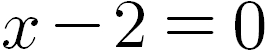 x − 2 = 0